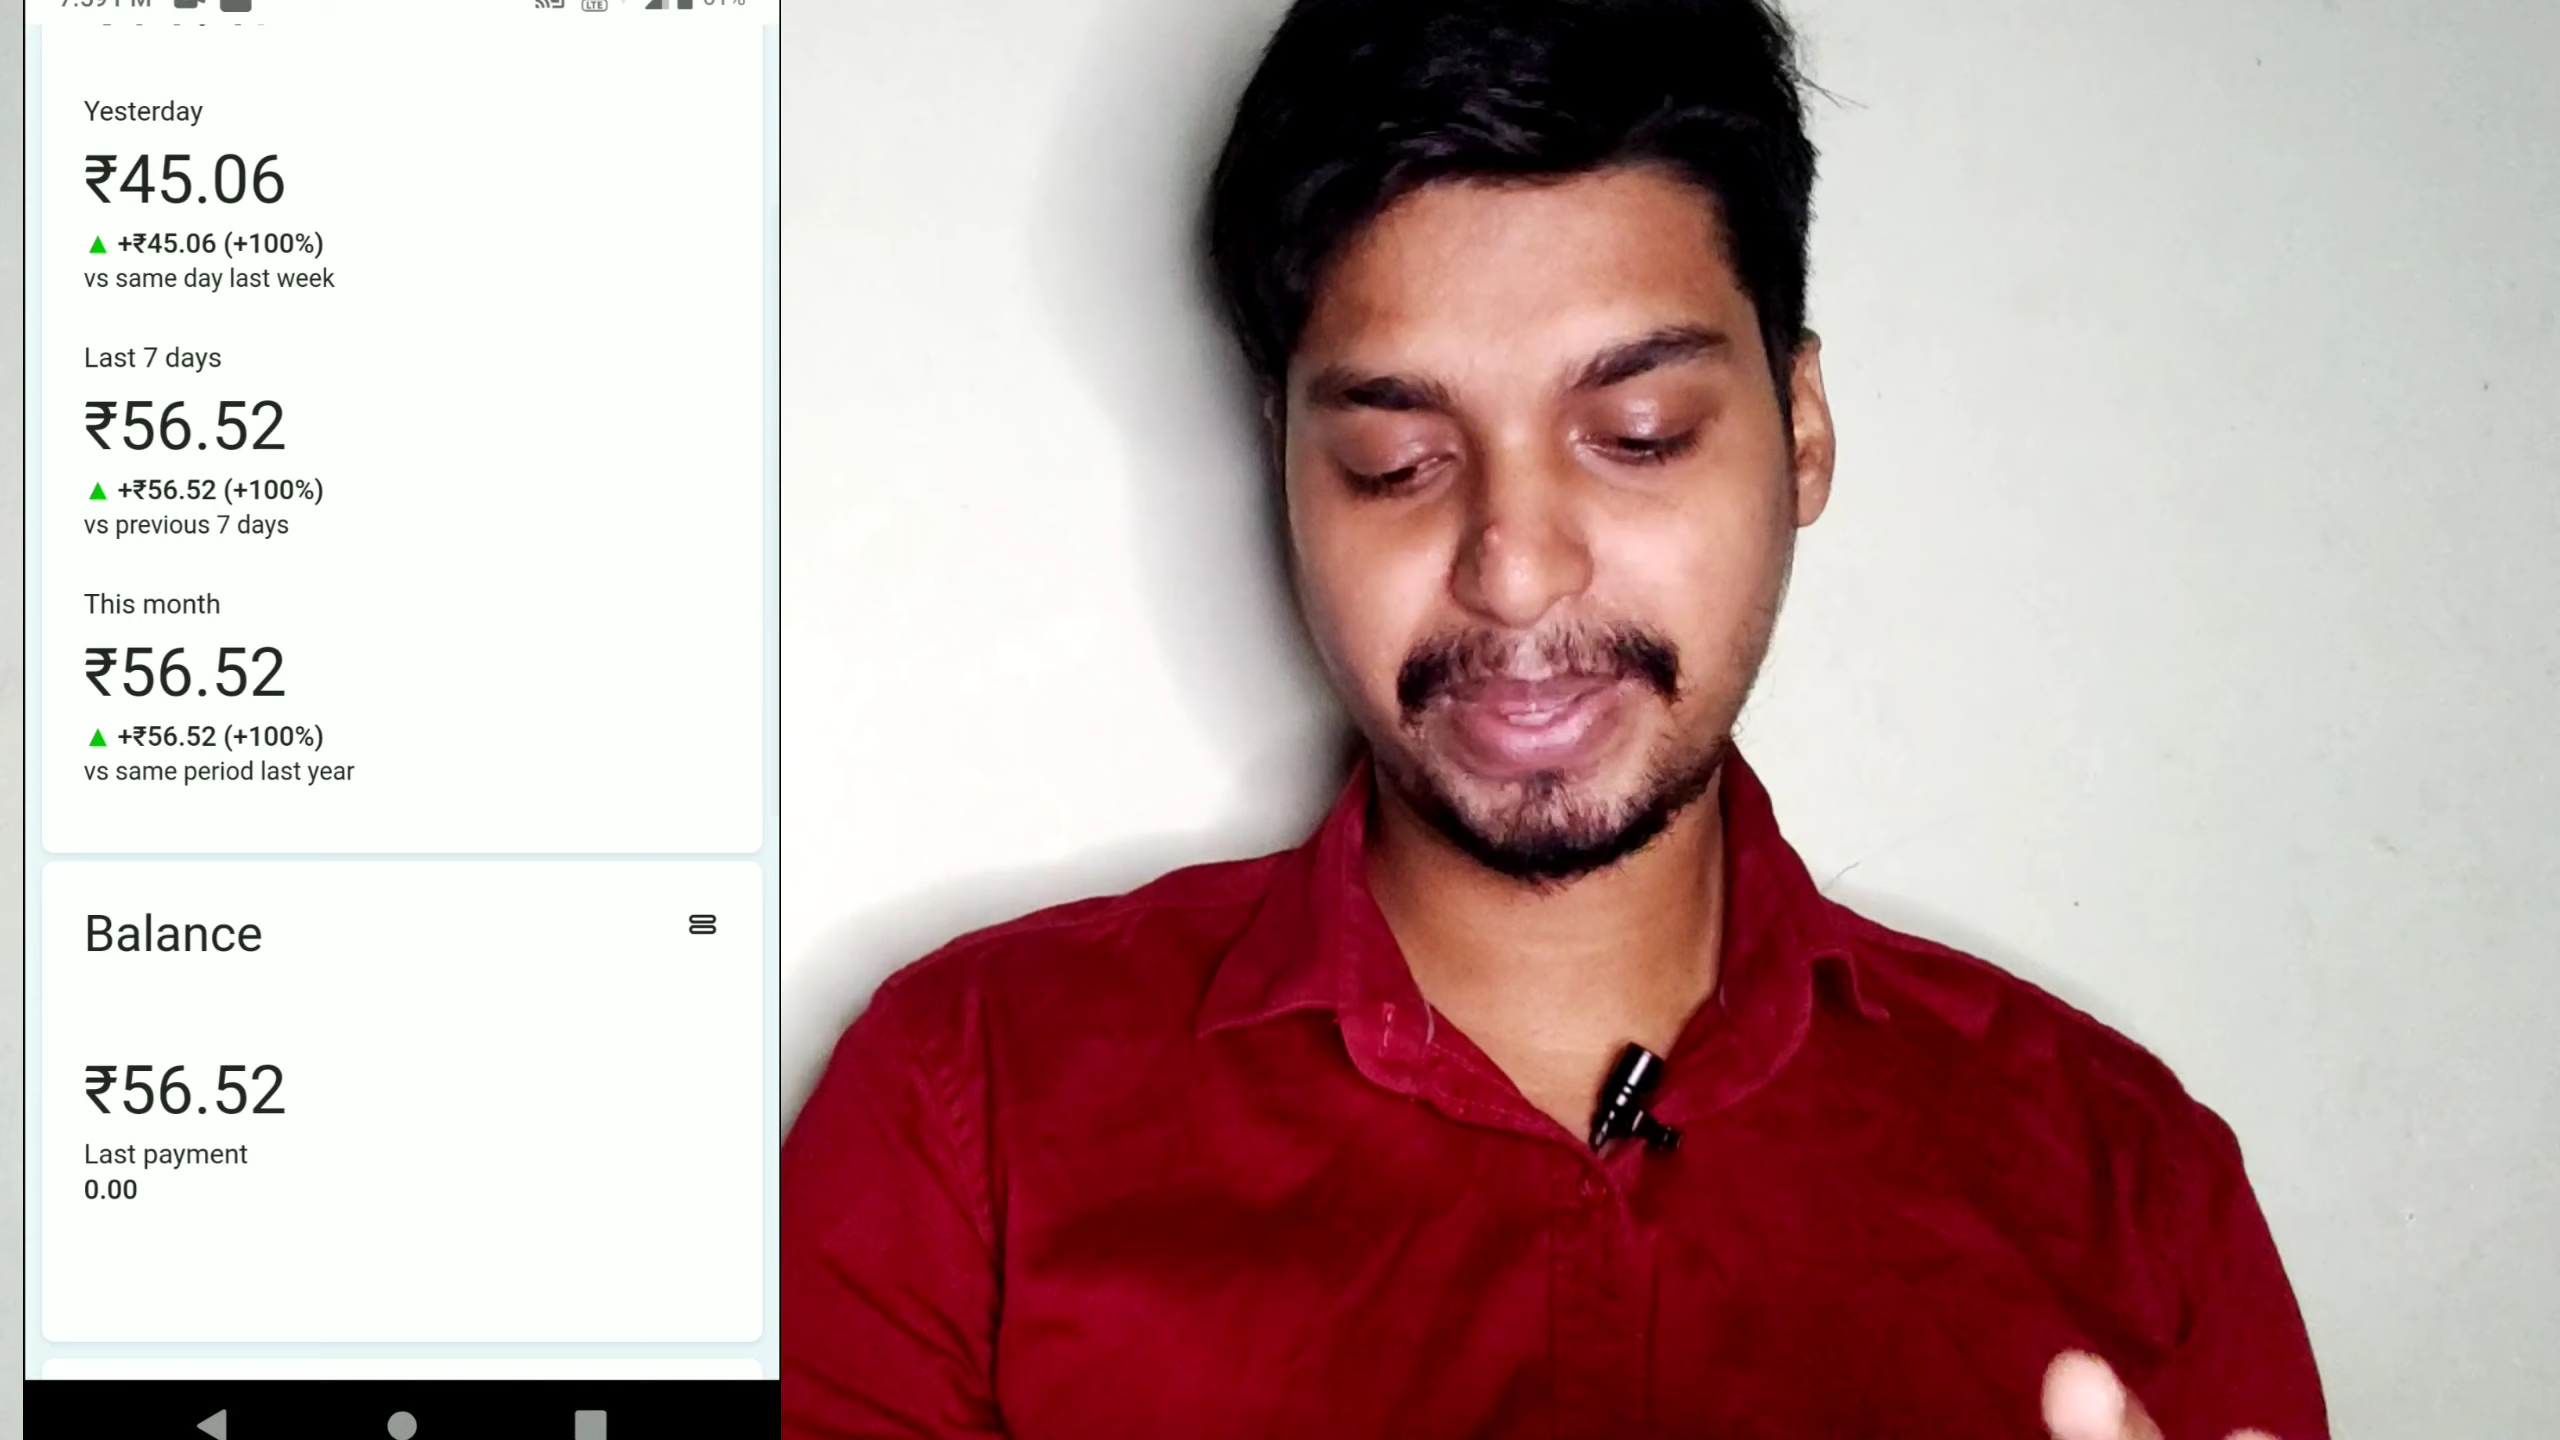 Yesterday
₹45.06
▲ +₹45.06 (+100%)
vs same day last week
Last 7 days
₹56.52
▲ +₹56.52 (+100%)
vs previous 7 days
This month
₹56.52
▲ +₹56.52 (+100%)
vs same period last year
Balance
₹56.52
Last payment
0.00